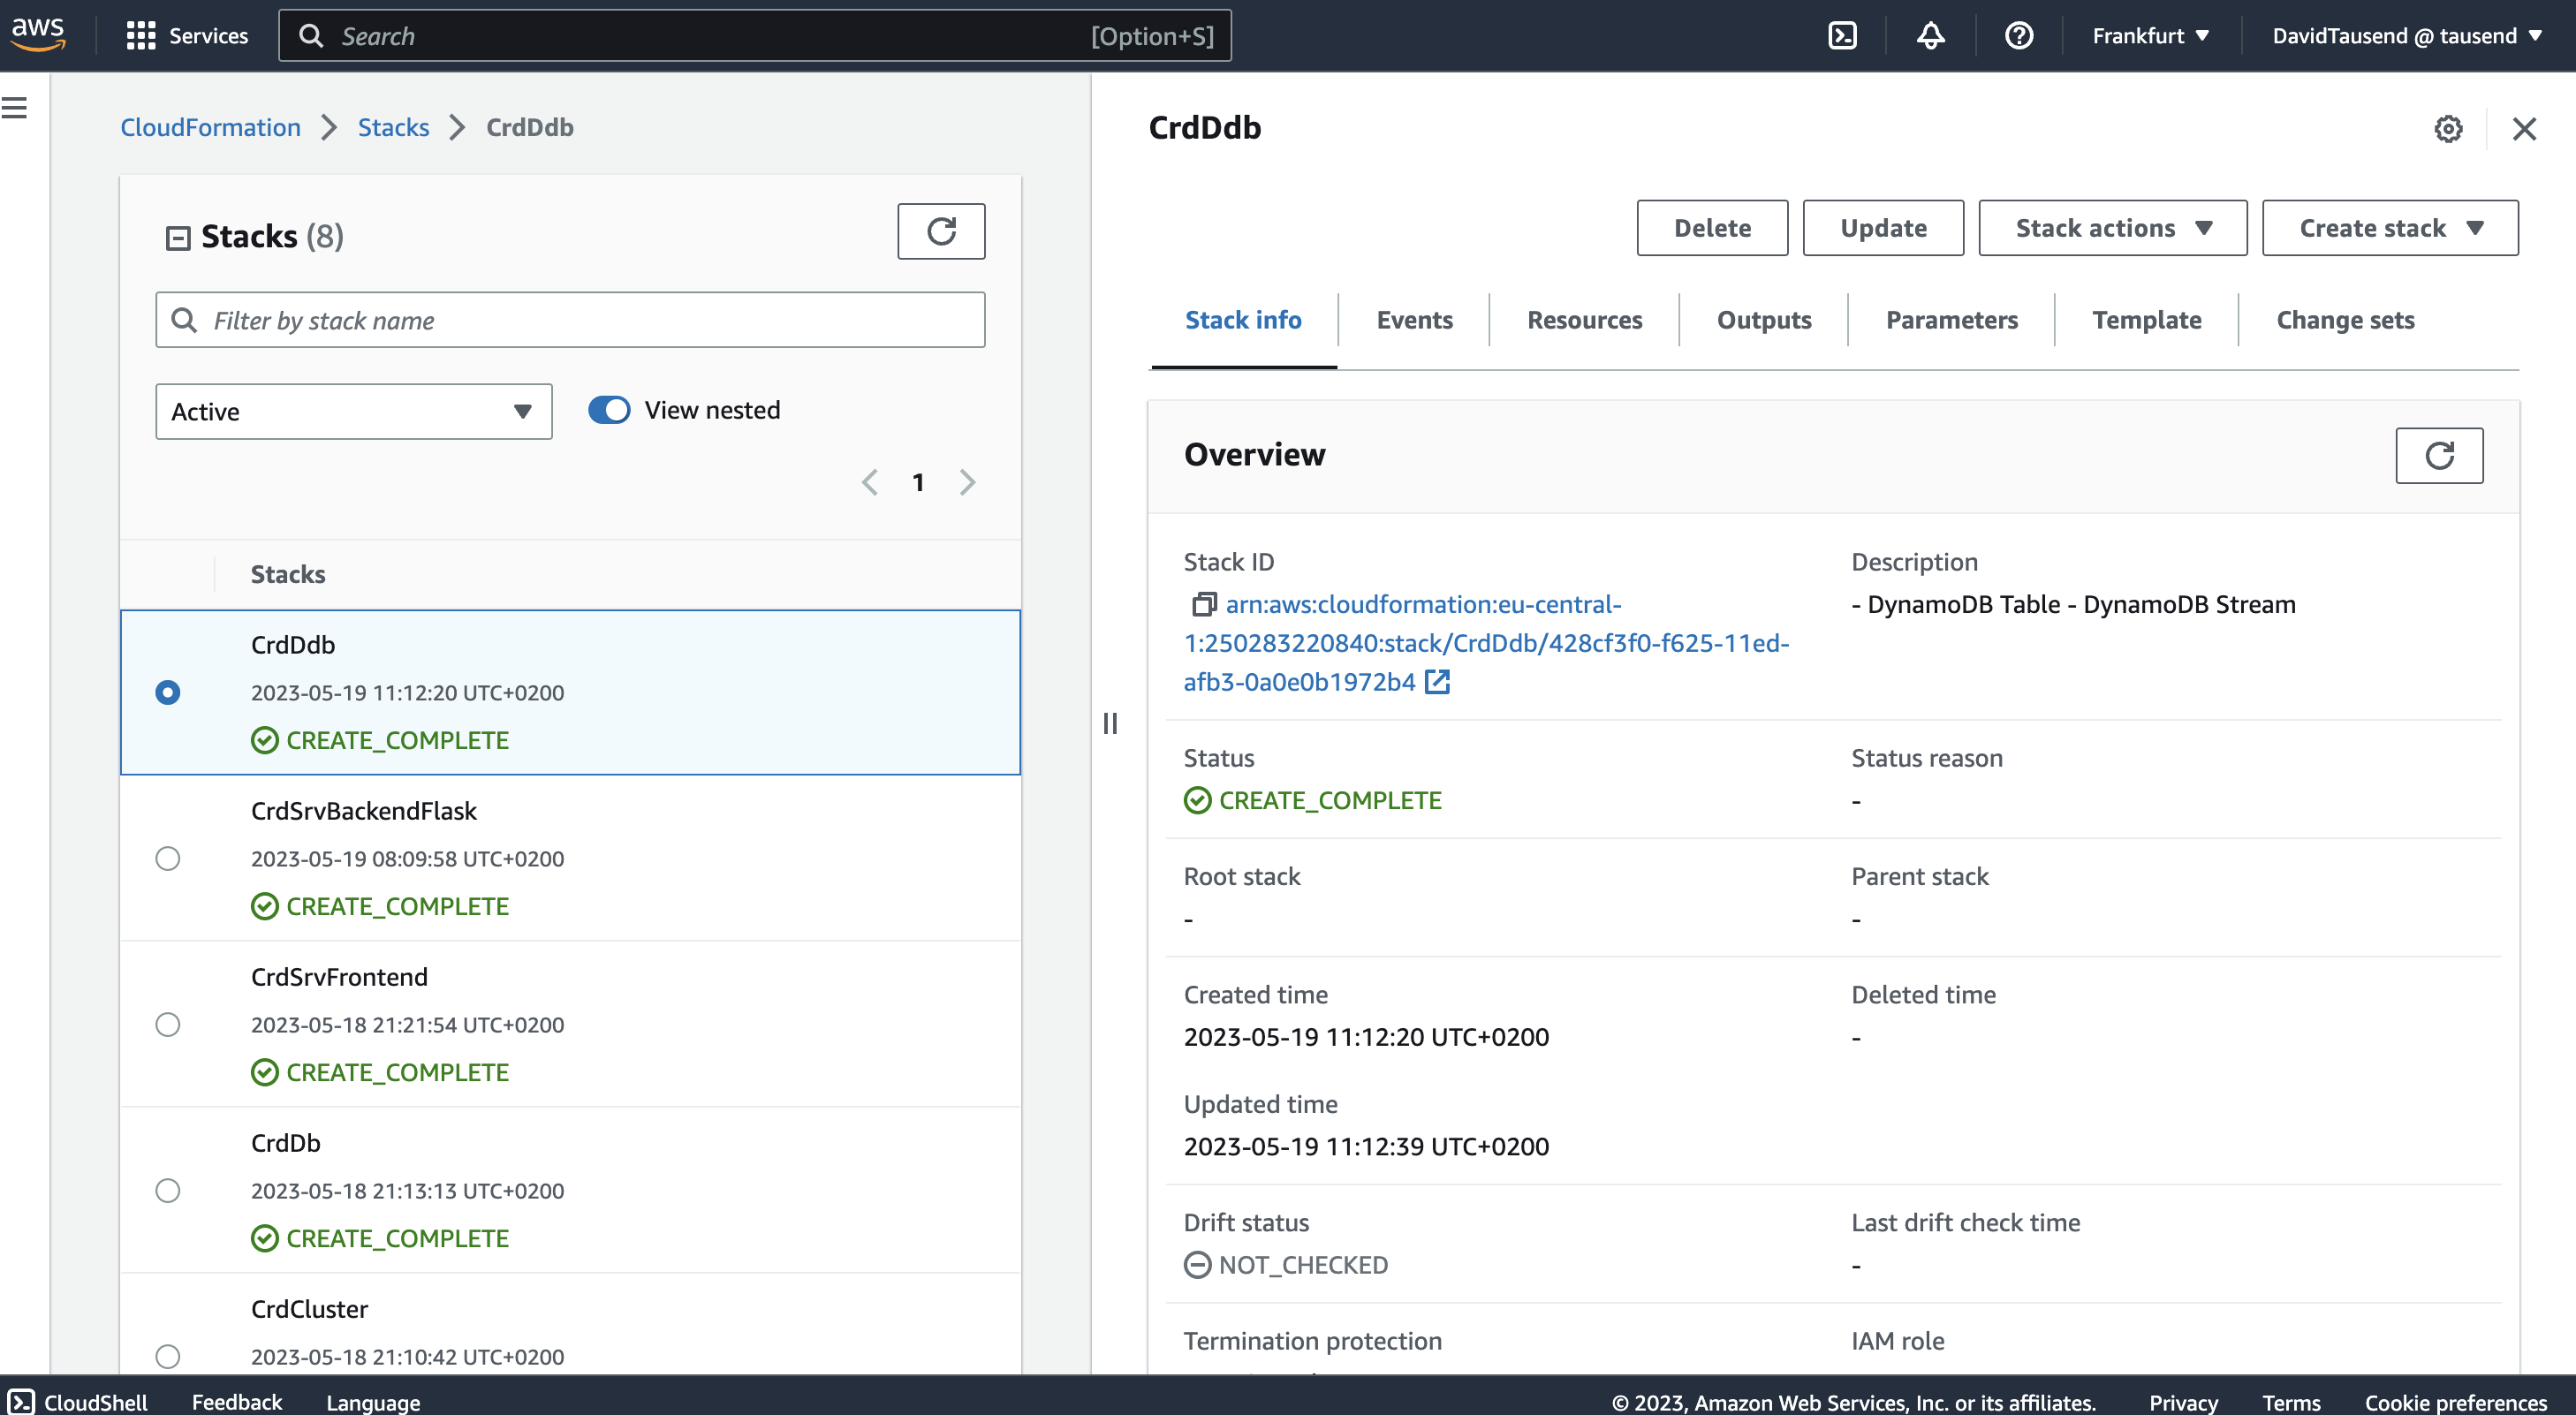 aws
Services
Search
[Option+S]
Frankfurt
DavidTausend @ tausend
CloudFormation
Stacks
CrdDdb
Stacks (8)
Filter by stack name
Active
View nested
1
Stacks
CrdDdb
2023-05-19 11:12:20 UTC+0200
CREATE_COMPLETE
CrdSrvBackendFlask
2023-05-19 08:09:58 UTC+0200
CREATE_COMPLETE
CrdSrvFrontend
2023-05-18 21:21:54 UTC+0200
CREATE_COMPLETE
CrdDb
2023-05-18 21:13:13 UTC+0200
CREATE_COMPLETE
CrdCluster
2023-05-18 21:10:42 UTC+0200
CrdDdb
Delete
Update
Stack actions
Create stack
Stack info
Events
Resources
Outputs
Parameters
Template
Change sets
Overview
Stack ID
arn:aws:cloudformation:eu-central-
1:250283220840:stack/CrdDdb/428cf3f0-f625-11ed-
afb3-0a0e0b1972b4
Description
- DynamoDB Table - DynamoDB Stream
Status
CREATE_COMPLETE
Status reason
-
Root stack
-
Parent stack
-
Created time
2023-05-19 11:12:20 UTC+0200
Deleted time
-
Updated time
2023-05-19 11:12:39 UTC+0200
Drift status
NOT_CHECKED
Last drift check time
-
Termination protection
IAM role
CloudShell
Feedback
Language
© 2023, Amazon Web Services, Inc. or its affiliates.
Privacy
Terms
Cookie preferences